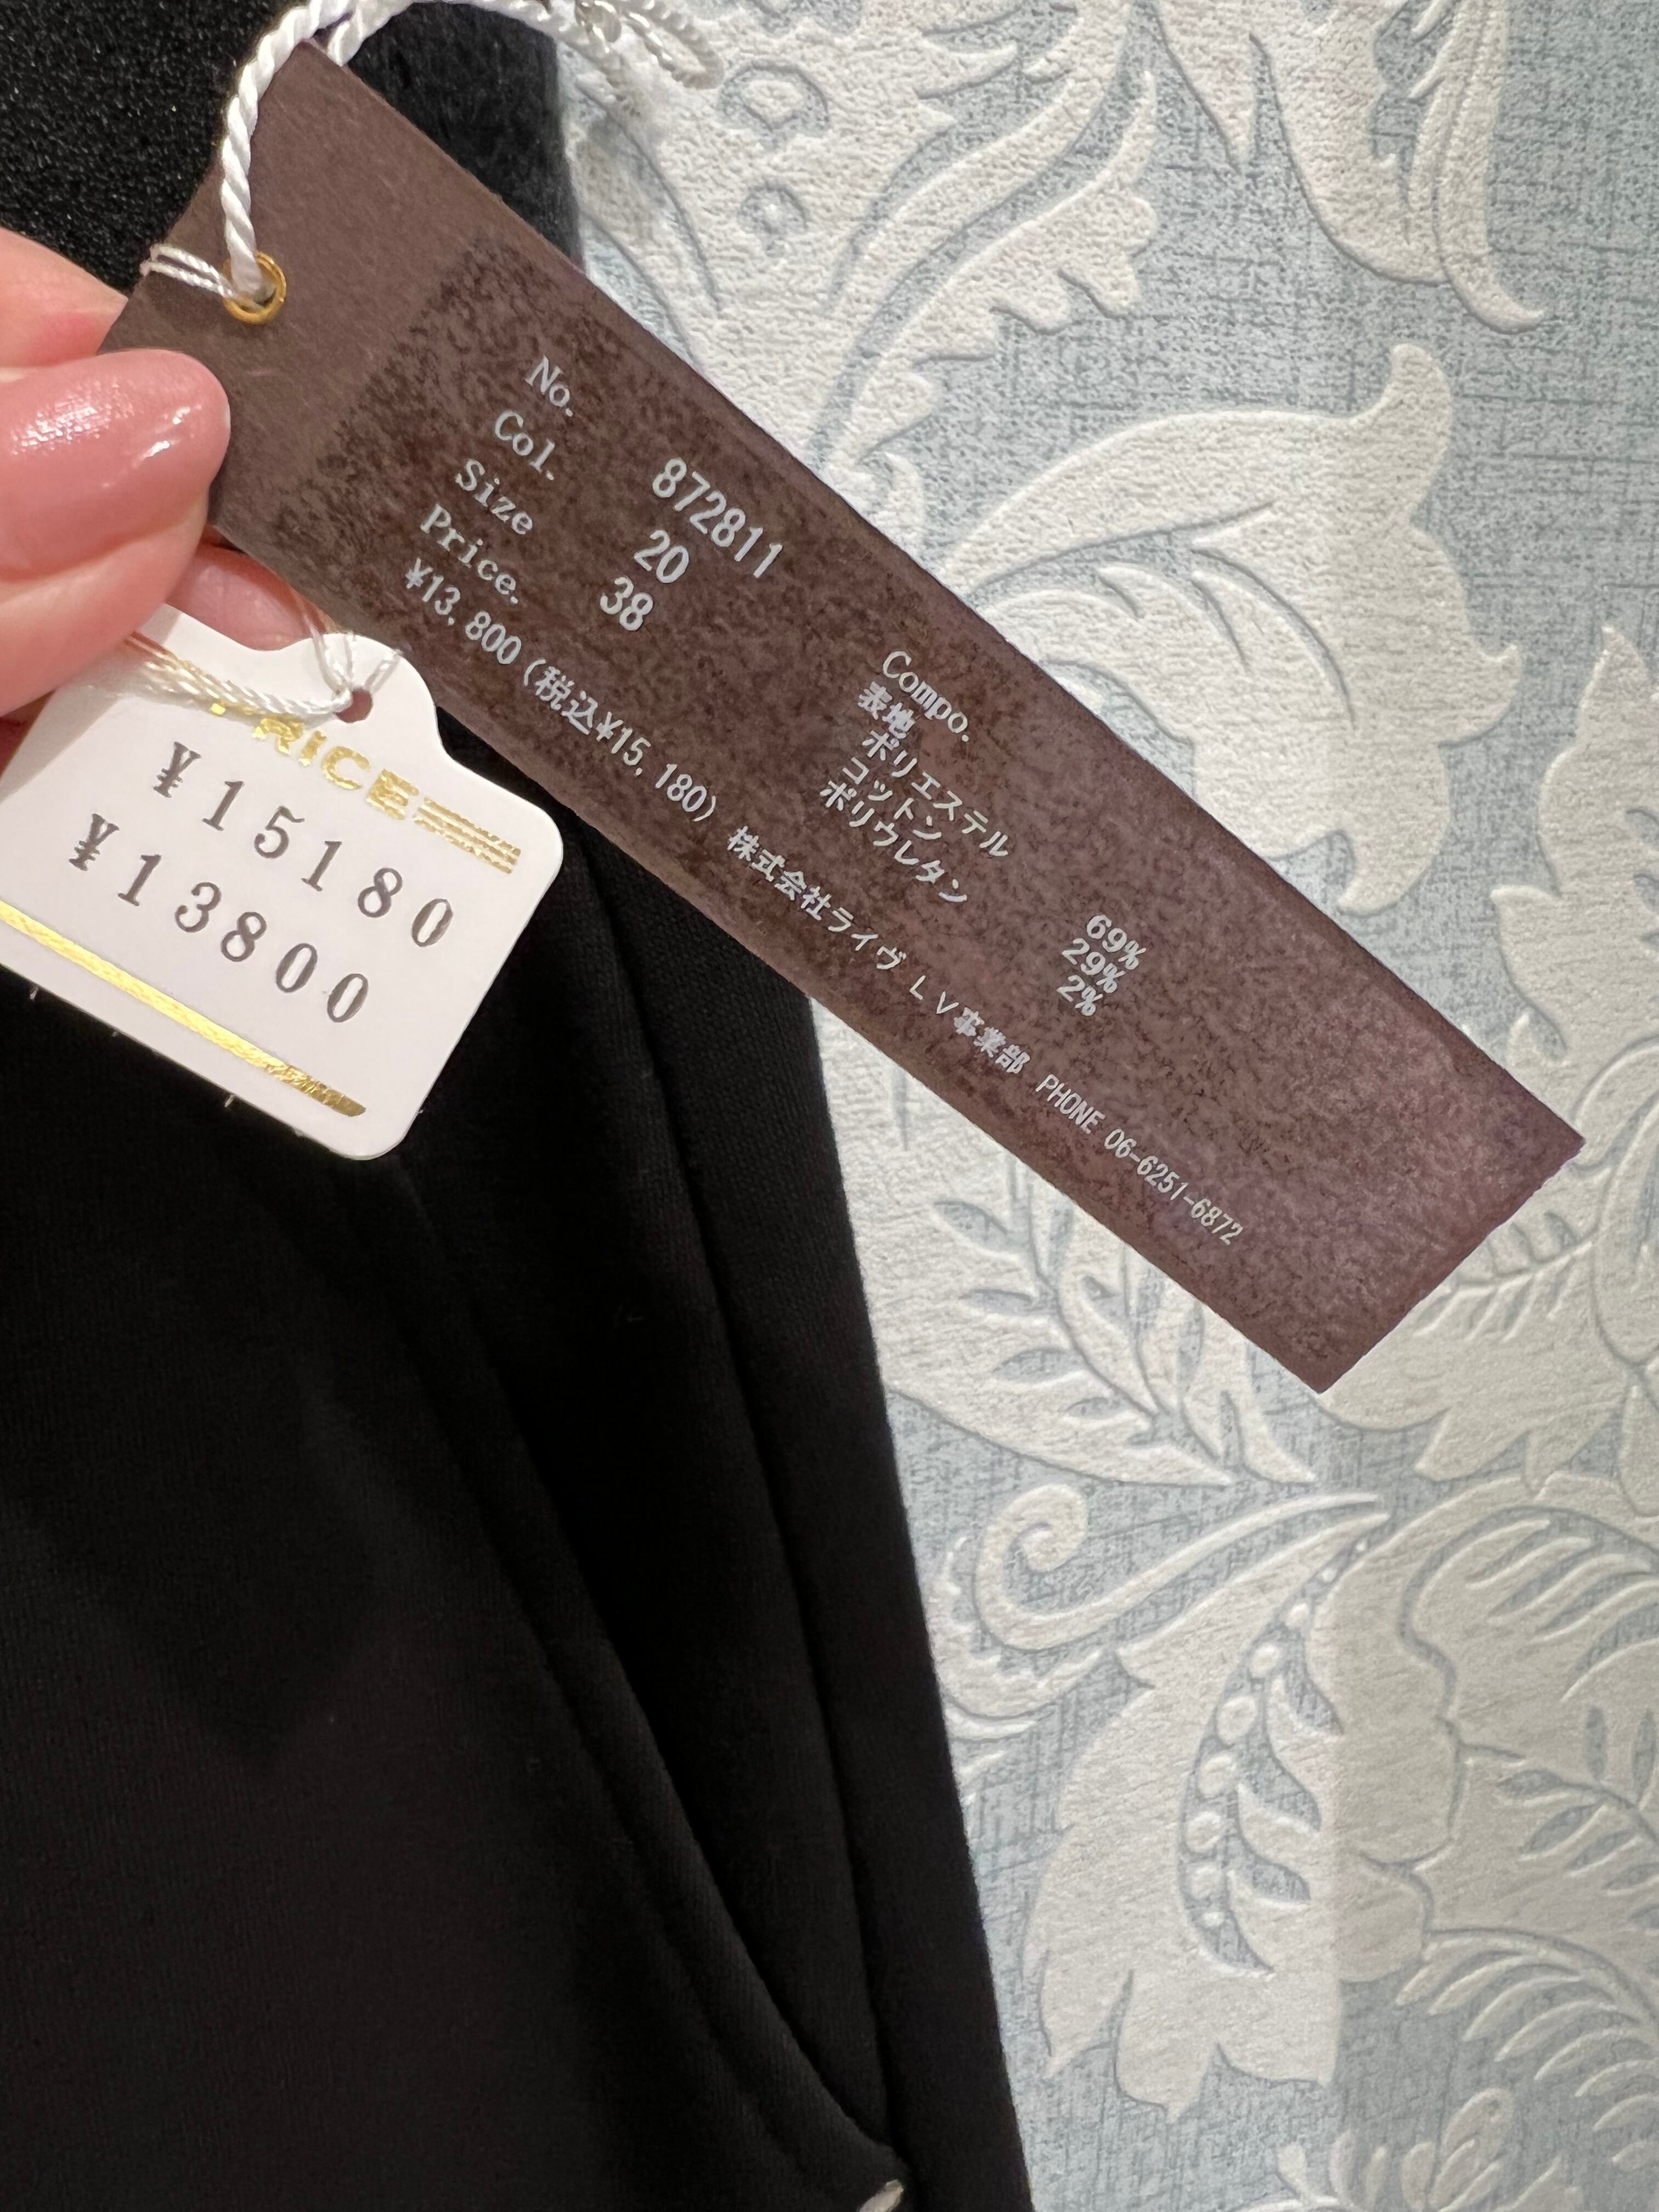 No. 872811
Col. 20
Size 38
Price.
¥13,800(税込¥15,180)
Compo.
表地
ポリエステル 69%
コットン 29%
ポリウレタン 2%
株式会社ライヴ LV事業部 PHONE 06-6251-6872
PRICE
¥15180
¥13800